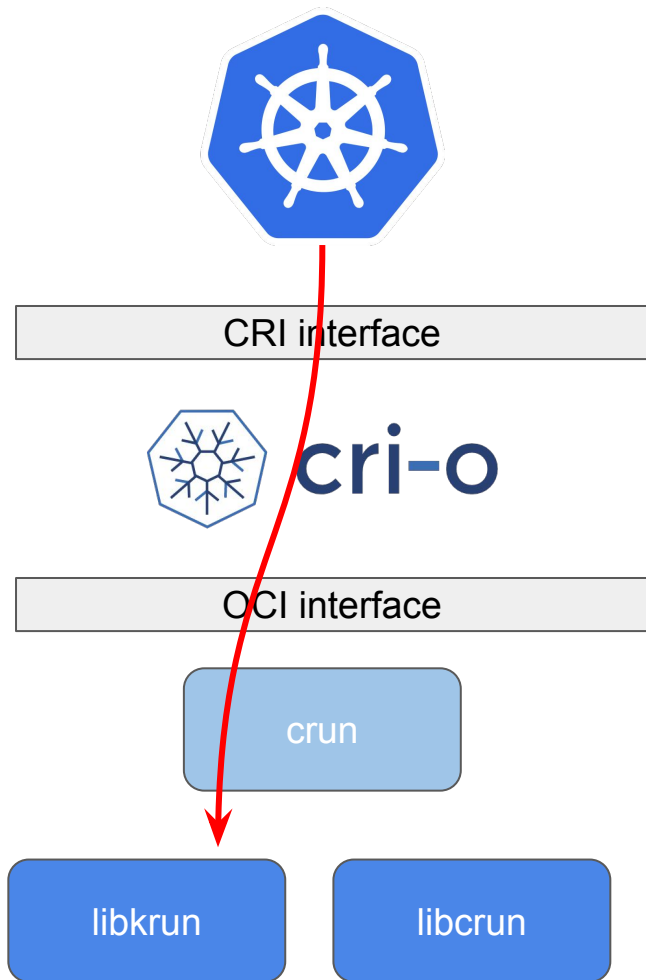 CRI interface
cri-o
OCI interface
crun
libkrun
libcrun